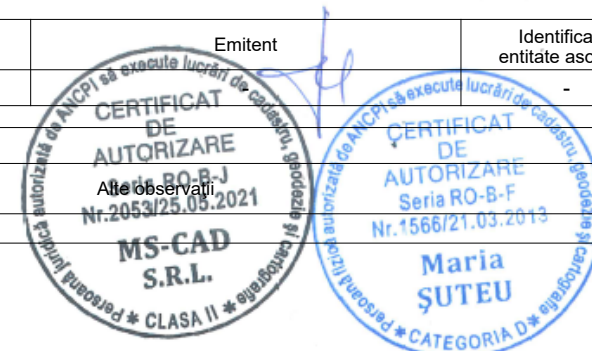 Emitent
Identifica
entitate aso
-
-
Alte observații
Persoană juridică autorizată de ANCPI să execute lucrări de cadastru, geodezie și cartografie
CERTIFICAT
DE
AUTORIZARE
Seria RO-B-J
Nr.2053/25.05.2021
MS-CAD
S.R.L.
* CLASA II *
Persoană fizică autorizată de ANCPI să execute lucrări de cadastru, geodezie și cartografie
CERTIFICAT
DE
AUTORIZARE
Seria RO-B-F
Nr.1566/21.03.2013
Maria
ȘUTEU
* CATEGORIA D *